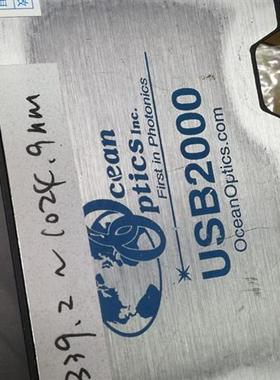 339.2 ~ 1024.9nm
Ocean
Optics Inc.
First in Photonics
USB2000
OceanOptics.com